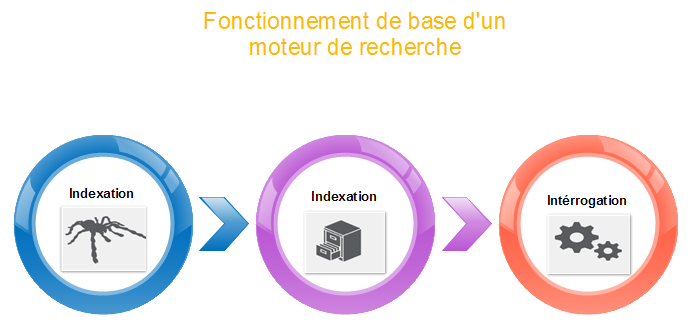 Fonctionnement de base d'un
moteur de recherche
Indexation
Indexation
Intérrogation